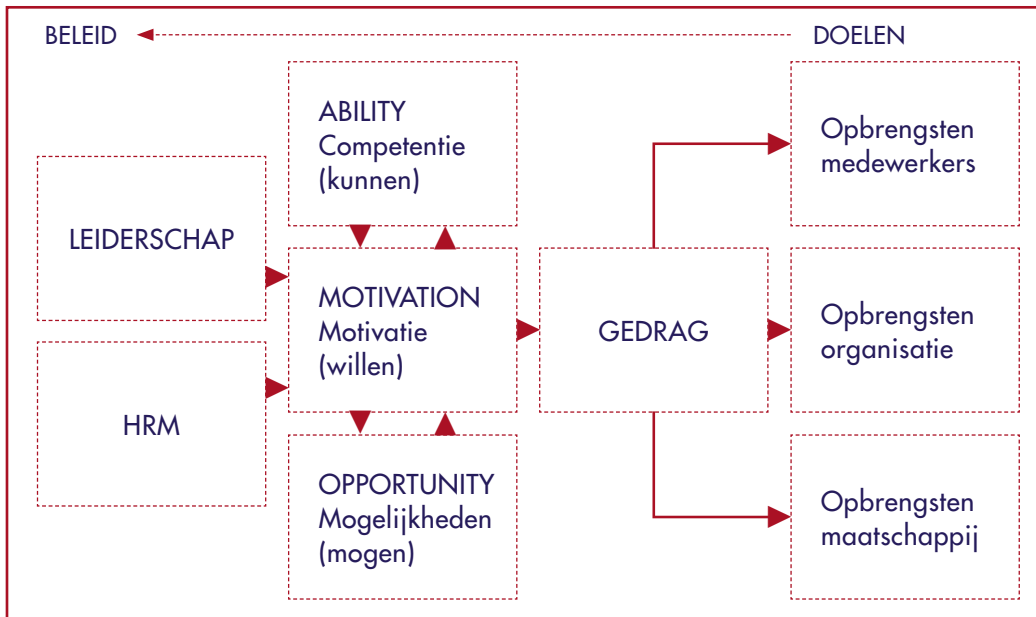 BELEID
DOELEN
LEIDERSCHAP
HRM
ABILITY
Competentie
(kunnen)
MOTIVATION
Motivatie
(willen)
OPPORTUNITY
Mogelijkheden
(mogen)
GEDRAG
Opbrengsten
medewerkers
Opbrengsten
organisatie
Opbrengsten
maatschappij